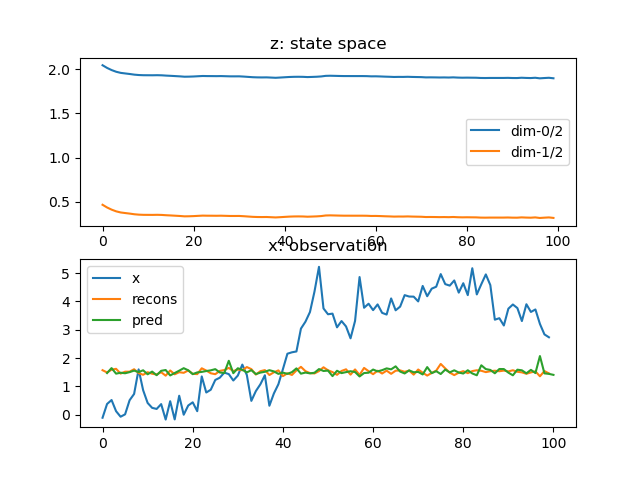 z: state space
2.0
1.5
1.0
0.5
dim-0/2
dim-1/2
0 20 40 60 80 100
x: observation
5
4
3
2
1
0
x
recons
pred
0 20 40 60 80 100